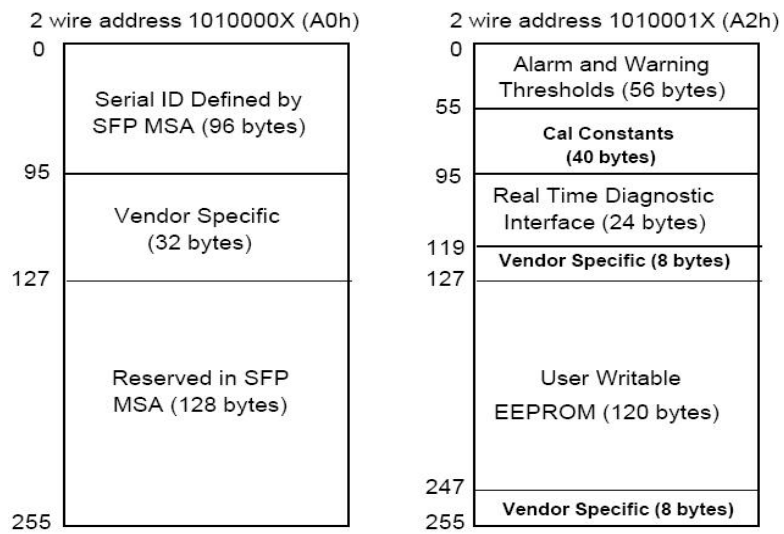 2 wire address 1010000X (A0h)
0
Serial ID Defined by
SFP MSA (96 bytes)
95
Vendor Specific
(32 bytes)
127
Reserved in SFP
MSA (128 bytes)
255
2 wire address 1010001X (A2h)
0
Alarm and Warning
Thresholds (56 bytes)
55
Cal Constants
(40 bytes)
95
Real Time Diagnostic
Interface (24 bytes)
119
Vendor Specific (8 bytes)
127
User Writable
EEPROM (120 bytes)
247
Vendor Specific (8 bytes)
255